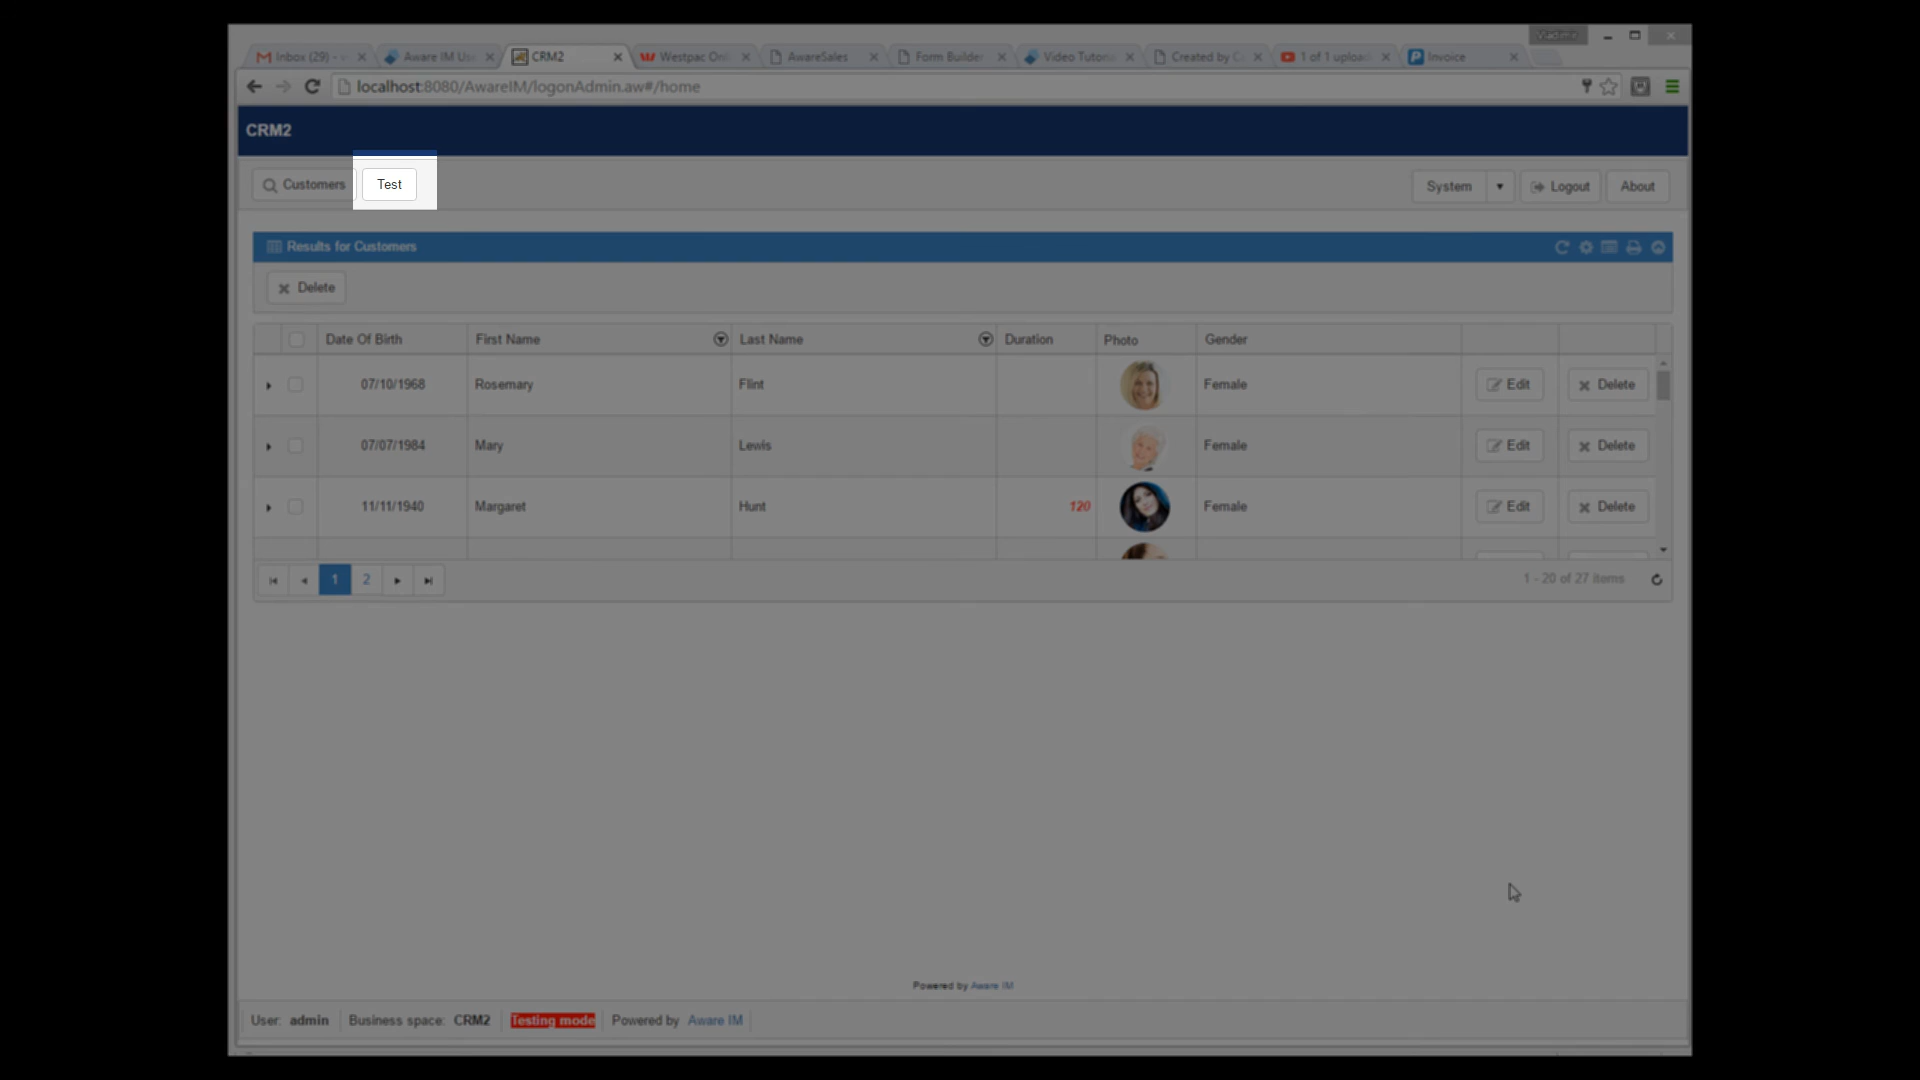 Vladimir
Inbox (29) -
Aware IM Use
CRM2
Westpac Onl
AwareSales
Form Builder
Video Tutoria
Created by C
1 of 1 upload
Invoice
localhost:8080/AwareIM/logonAdmin.aw#/home
CRM2
Customers
Test
System
Logout
About
Results for Customers
Delete
Date Of Birth
First Name
Last Name
Duration
Photo
Gender
07/10/1968
Rosemary
Flint
Female
Edit
Delete
07/07/1984
Mary
Lewis
Female
Edit
Delete
11/11/1940
Margaret
Hunt
120
Female
Edit
Delete
1
2
1 - 20 of 27 items
Powered by Aware IM
User: admin
Business space: CRM2
Testing mode
Powered by Aware IM